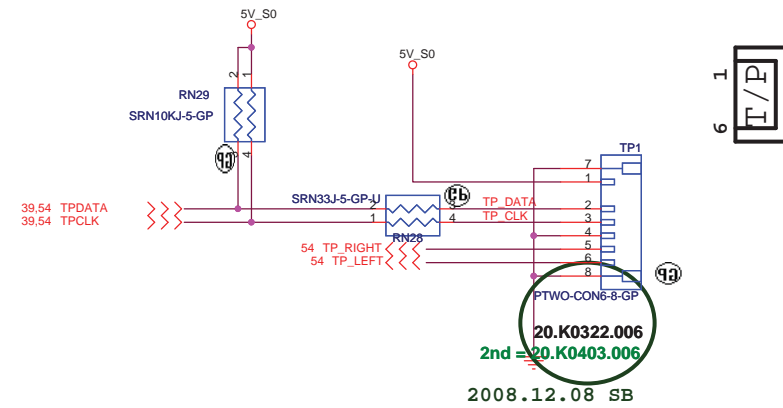 5V_S0
2 1
RN29
SRN10KJ-5-GP
3 4
5V_S0
1
6
T/P
TP1
7
1
39,54 TPDATA
39,54 TPCLK
SRN33J-5-GP-U
2 3
1 4
RN28
TP_DATA 2
TP_CLK 3
4
54 TP_RIGHT 5
54 TP_LEFT 6
8
PTWO-CON6-8-GP
20.K0322.006
2nd = 20.K0403.006
2008.12.08 SB